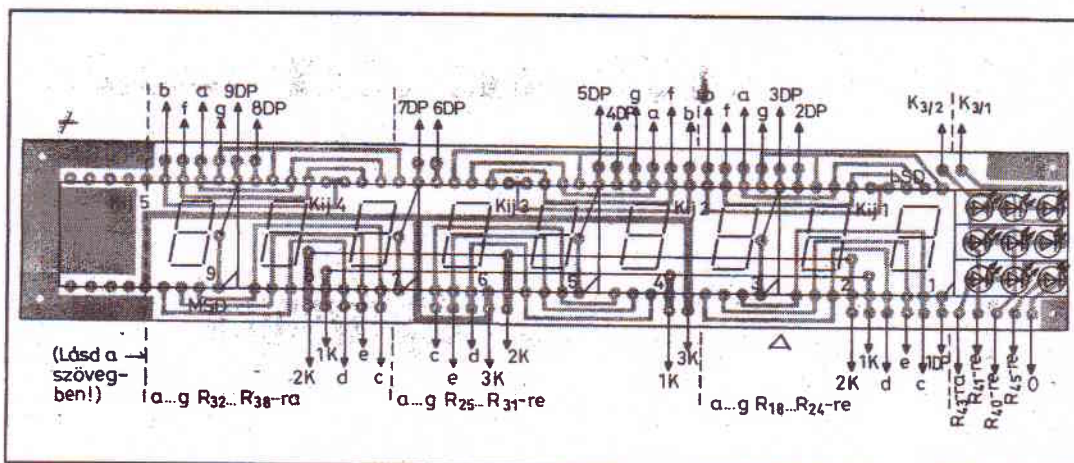 b f a g 9DP 8DP 7DP 6DP 5DP 4DP g a f b b f a g 3DP 2DP K3/2 K3/1
LSD
Kij 5 Kij 4 Kij 3 Kij 2 Kij 1
9 8 7 6 5 4 3 2 1
MSD
2K 1K d e c c e d 3K 2K 1K 3K 2K 1K d e c 1DP d R43-ra R41-re R40-re R45-re 0
(Lásd a
szöveg-
ben!)
a...g R32...R38-ra
a...g R25...R31-re
a...g R18...R24-re